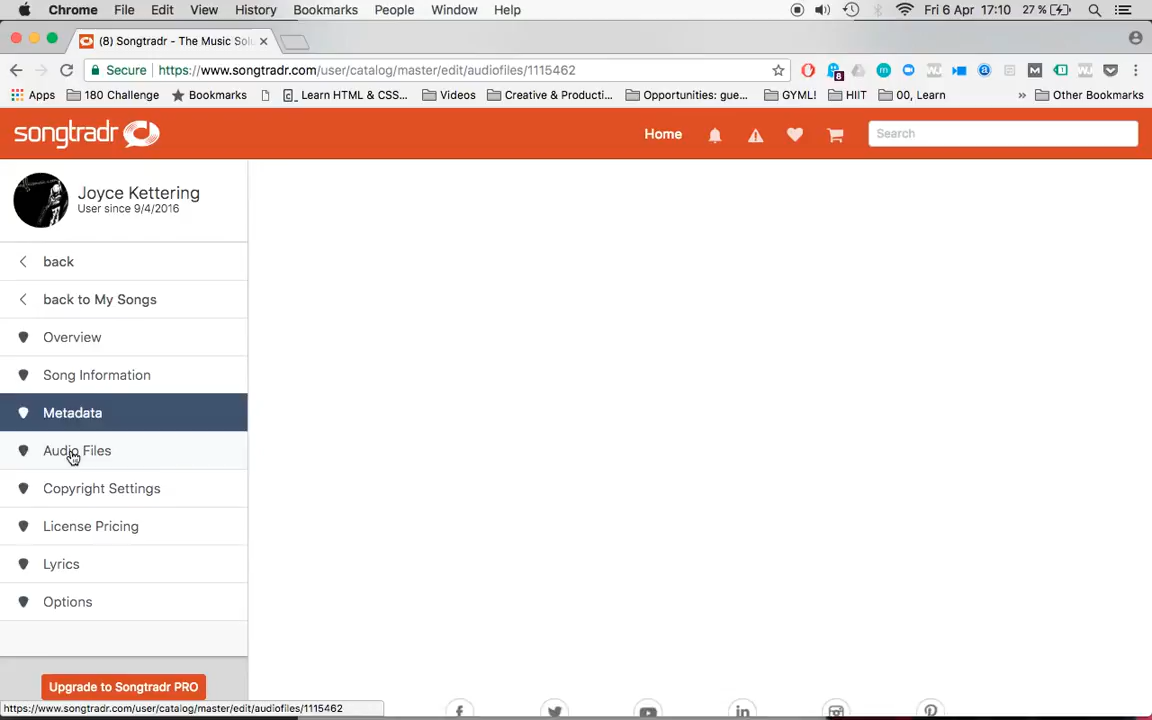 Chrome File Edit View History Bookmarks People Window Help Fri 6 Apr 17:10 27%
(8) Songtradr - The Music Sol
Secure https://www.songtradr.com/user/catalog/master/edit/audiofiles/1115462 8
Apps 180 Challenge Bookmarks Learn HTML & CSS... Videos Creative & Producti... Opportunities: gue... GYML! HIIT 00, Learn » Other Bookmarks
songtradr Home Search
Joyce Kettering
User since 9/4/2016
back
back to My Songs
Overview
Song Information
Metadata
Audio Files
Copyright Settings
License Pricing
Lyrics
Options
Upgrade to Songtradr PRO
https://www.songtradr.com/user/catalog/master/edit/audiofiles/1115462